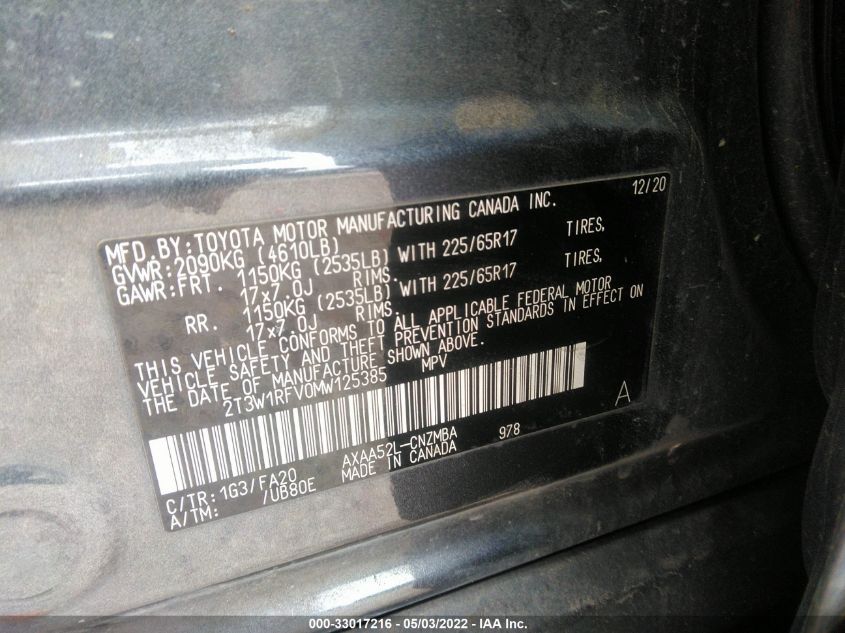 12/20
MFD.BY:TOYOTA MOTOR MANUFACTURING CANADA INC.
GVWR:2090KG (4610LB)
GAWR:FRT. 1150KG (2535LB) WITH 225/65R17 TIRES,
17x7.0J RIMS.
RR. 1150KG (2535LB) WITH 225/65R17 TIRES,
17x7.0J RIMS.
THIS VEHICLE CONFORMS TO ALL APPLICABLE FEDERAL MOTOR
VEHICLE SAFETY AND THEFT PREVENTION STANDARDS IN EFFECT ON
THE DATE OF MANUFACTURE SHOWN ABOVE.
2T3W1RFV0MW125385 MPV
A
C/TR:1G3/FA20 AXAA52L-CNZMBA 978
A/TM: /UB80E MADE IN CANADA
000-33017216 - 05/03/2022 - IAA Inc.